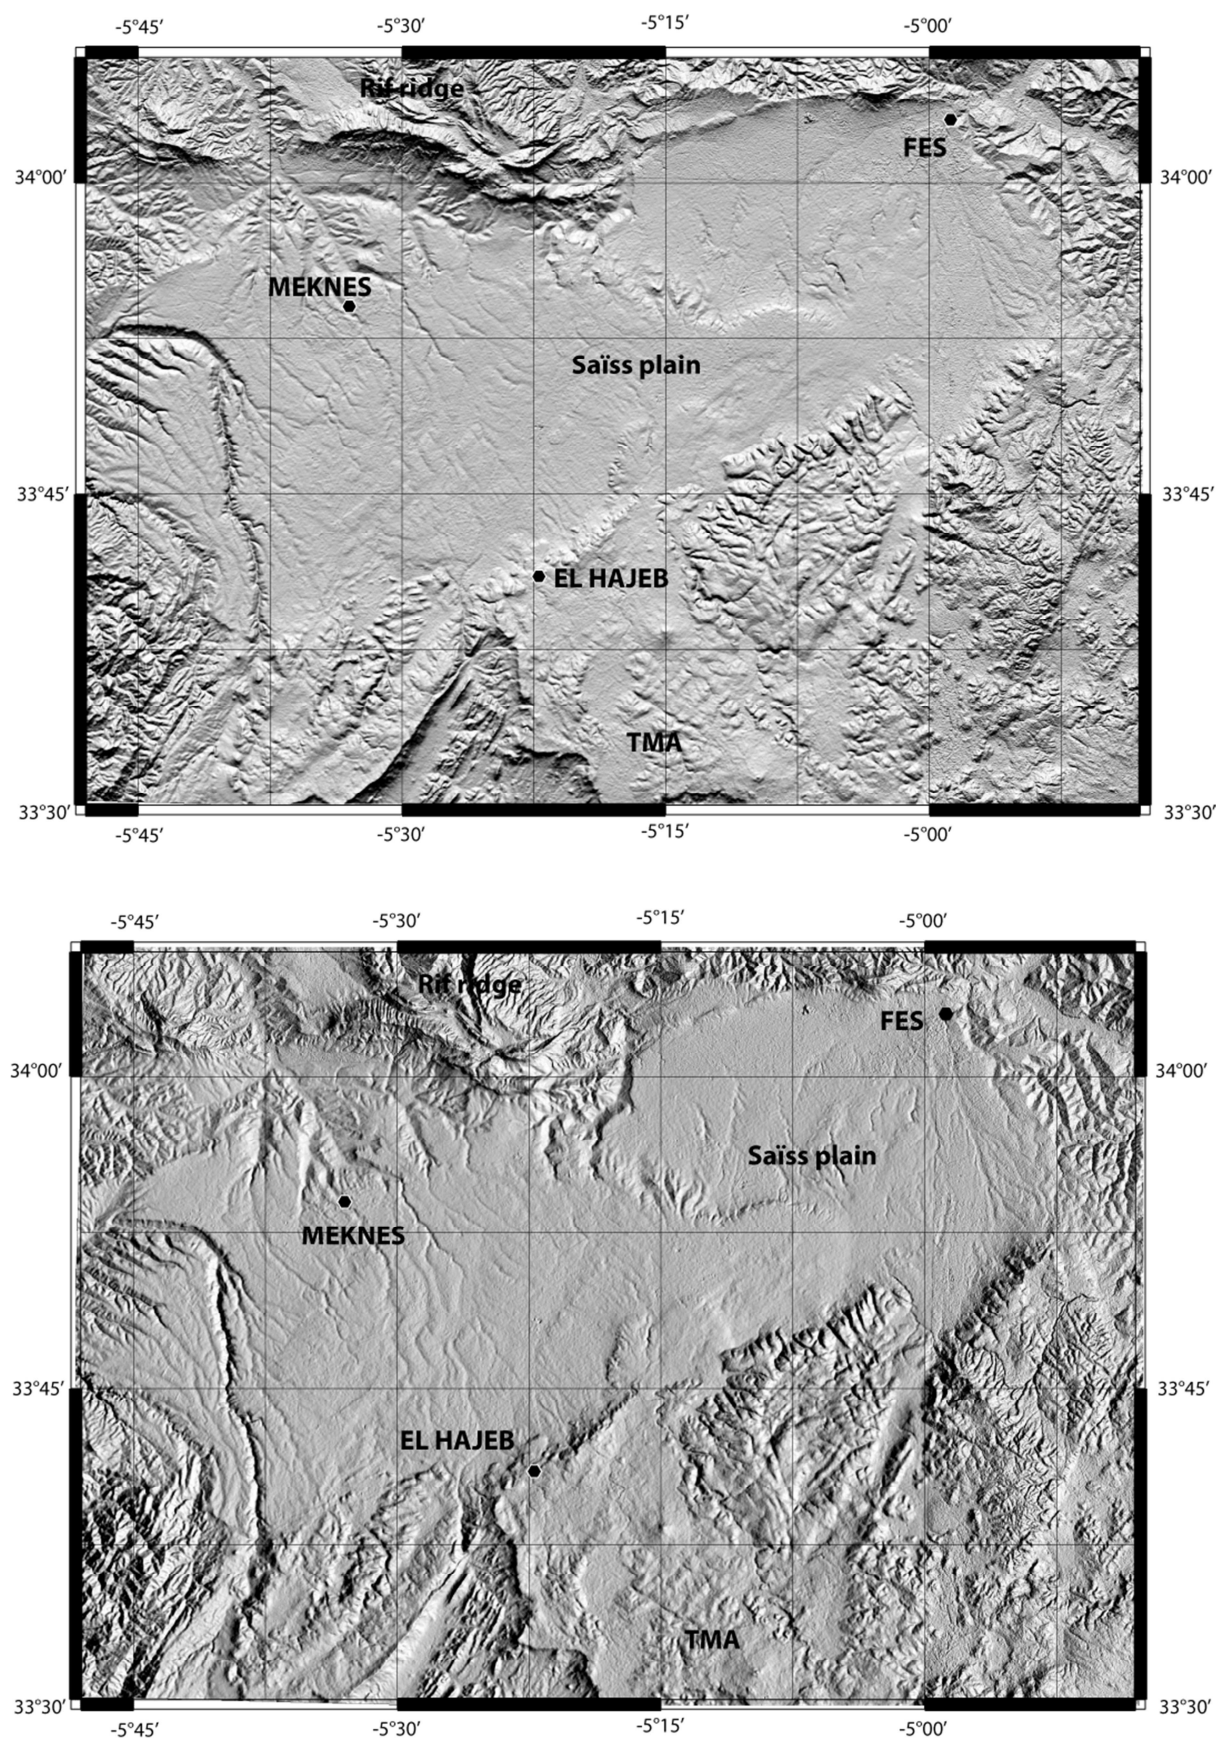 -5°45′ -5°30′ -5°15′ -5°00′
Rif ridge
FES
34°00′ 34°00′
MEKNES
Saïss plain
33°45′ 33°45′
EL HAJEB
TMA
33°30′ 33°30′
-5°45′ -5°30′ -5°15′ -5°00′
-5°45′ -5°30′ -5°15′ -5°00′
Rif ridge
FES
34°00′ 34°00′
Saïss plain
MEKNES
33°45′ 33°45′
EL HAJEB
TMA
33°30′ 33°30′
-5°45′ -5°30′ -5°15′ -5°00′